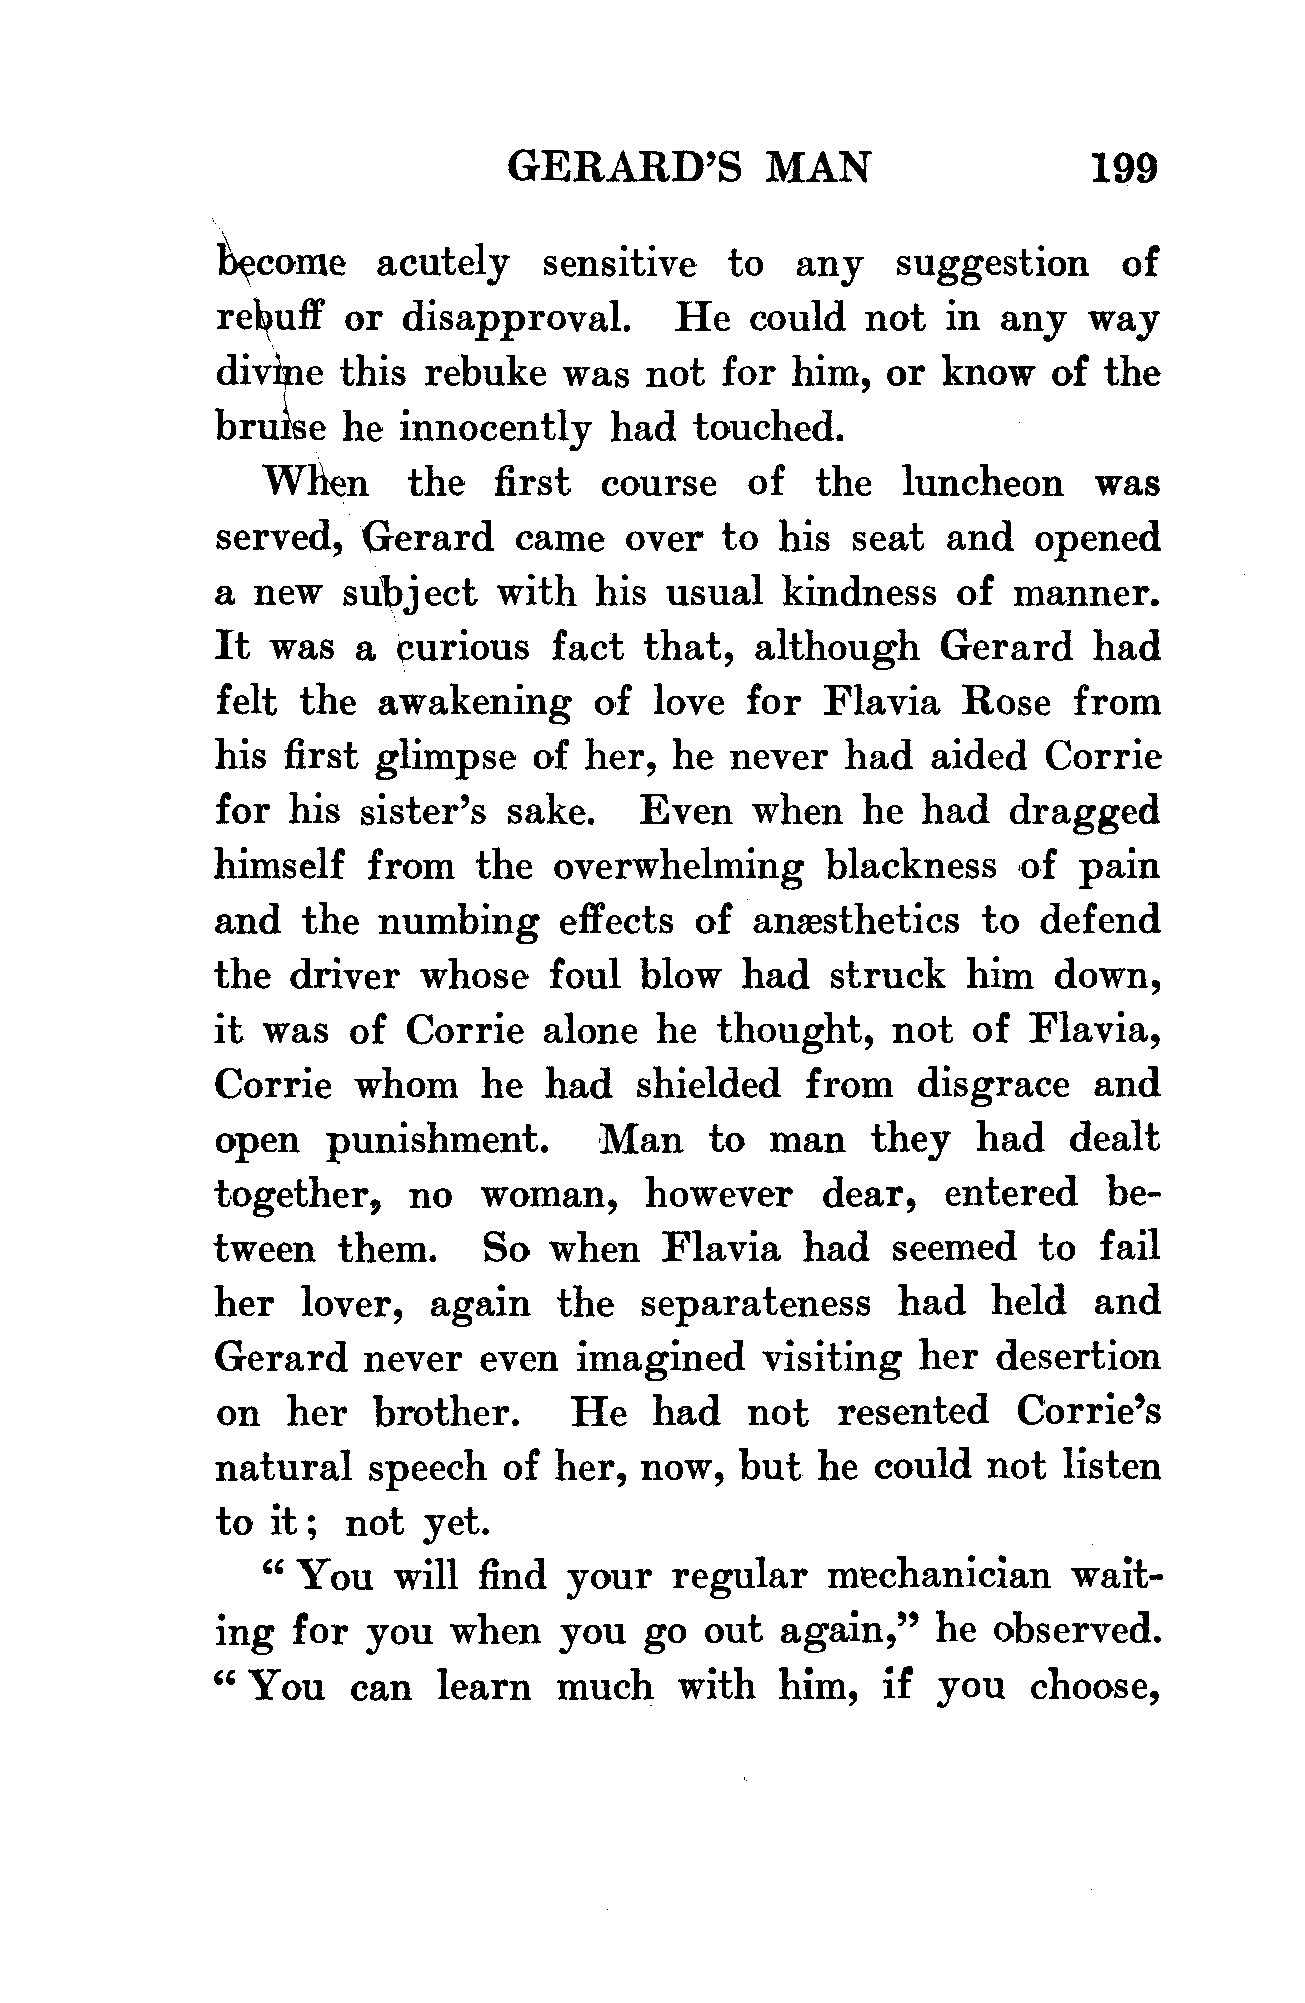 GERARD'S MAN 199
become acutely sensitive to any suggestion of
rebuff or disapproval. He could not in any way
divine this rebuke was not for him, or know of the
bruise he innocently had touched.
When the first course of the luncheon was
served, Gerard came over to his seat and opened
a new subject with his usual kindness of manner.
It was a curious fact that, although Gerard had
felt the awakening of love for Flavia Rose from
his first glimpse of her, he never had aided Corrie
for his sister's sake. Even when he had dragged
himself from the overwhelming blackness of pain
and the numbing effects of anæsthetics to defend
the driver whose foul blow had struck him down,
it was of Corrie alone he thought, not of Flavia,
Corrie whom he had shielded from disgrace and
open punishment. Man to man they had dealt
together, no woman, however dear, entered be-
tween them. So when Flavia had seemed to fail
her lover, again the separateness had held and
Gerard never even imagined visiting her desertion
on her brother. He had not resented Corrie's
natural speech of her, now, but he could not listen
to it; not yet.
"You will find your regular mechanician wait-
ing for you when you go out again," he observed.
"You can learn much with him, if you choose,